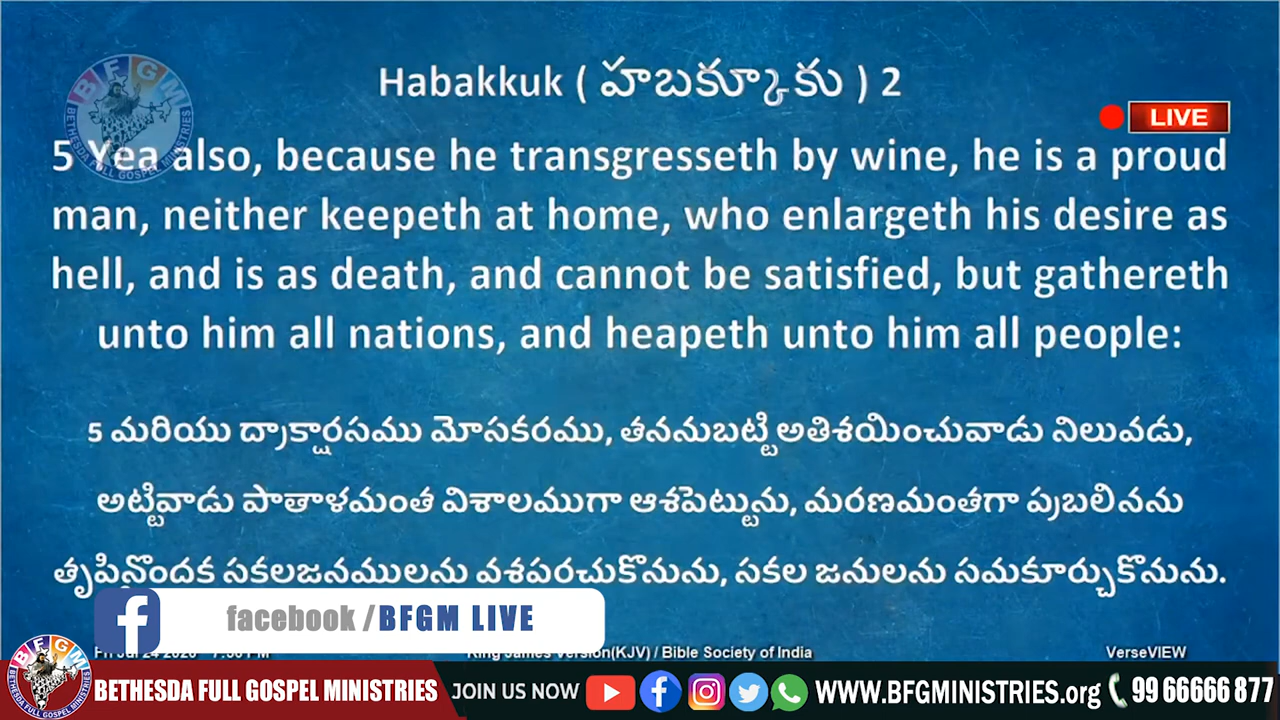 Habakkuk ( హబక్కూకు ) 2
LIVE
BFGM
BETHESDA FULL GOSPEL MINISTRIES
5 Yea also, because he transgresseth by wine, he is a proud
man, neither keepeth at home, who enlargeth his desire as
hell, and is as death, and cannot be satisfied, but gathereth
unto him all nations, and heapeth unto him all people:
5 మరియు ద్రాక్షారసము మోసకరము, తననుబట్టి అతిశయించువాడు నిలువడు,
అట్టివాడు పాతాళమంత విశాలముగా ఆశపెట్టును, మరణమంతగా ప్రబలినను
తృప్తినొందక సకలజనములను వశపరచుకొనును, సకల జనులను సమకూర్చుకొనును.
facebook / BFGM LIVE
King James Version(KJV) / Bible Society of India
VerseVIEW
BFGM
BETHESDA FULL GOSPEL MINISTRIES JOIN US NOW WWW.BFGMINISTRIES.org 99 66666 877